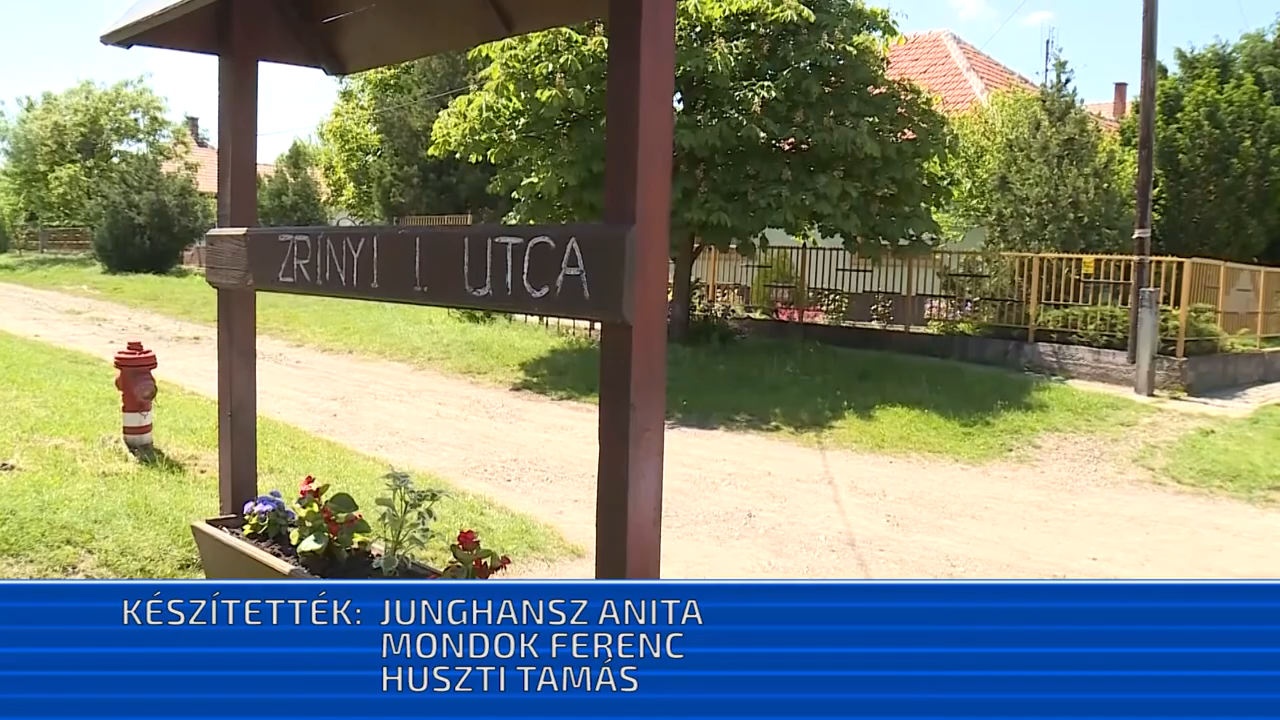 ZRÍNYI I. UTCA
KÉSZÍTETTÉK: JUNGHANSZ ANITA
MONDOK FERENC
HUSZTI TAMÁS